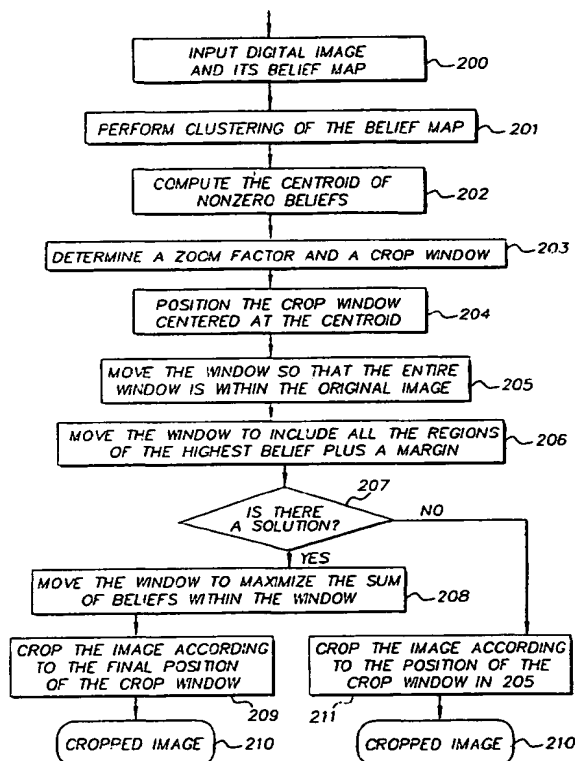 INPUT DIGITAL IMAGE
AND ITS BELIEF MAP
200
PERFORM CLUSTERING OF THE BELIEF MAP
201
COMPUTE THE CENTROID OF
NONZERO BELIEFS
202
DETERMINE A ZOOM FACTOR AND A CROP WINDOW
203
POSITION THE CROP WINDOW
CENTERED AT THE CENTROID
204
MOVE THE WINDOW SO THAT THE ENTIRE
WINDOW IS WITHIN THE ORIGINAL IMAGE
205
MOVE THE WINDOW TO INCLUDE ALL THE REGIONS
OF THE HIGHEST BELIEF PLUS A MARGIN
206
207
IS THERE
A SOLUTION?
NO
YES
MOVE THE WINDOW TO MAXIMIZE THE SUM
OF BELIEFS WITHIN THE WINDOW
208
CROP THE IMAGE ACCORDING
TO THE FINAL POSITION
OF THE CROP WINDOW
209
CROP THE IMAGE ACCORDING
TO THE POSITION OF THE
CROP WINDOW IN 205
211
CROPPED IMAGE
210
CROPPED IMAGE
210